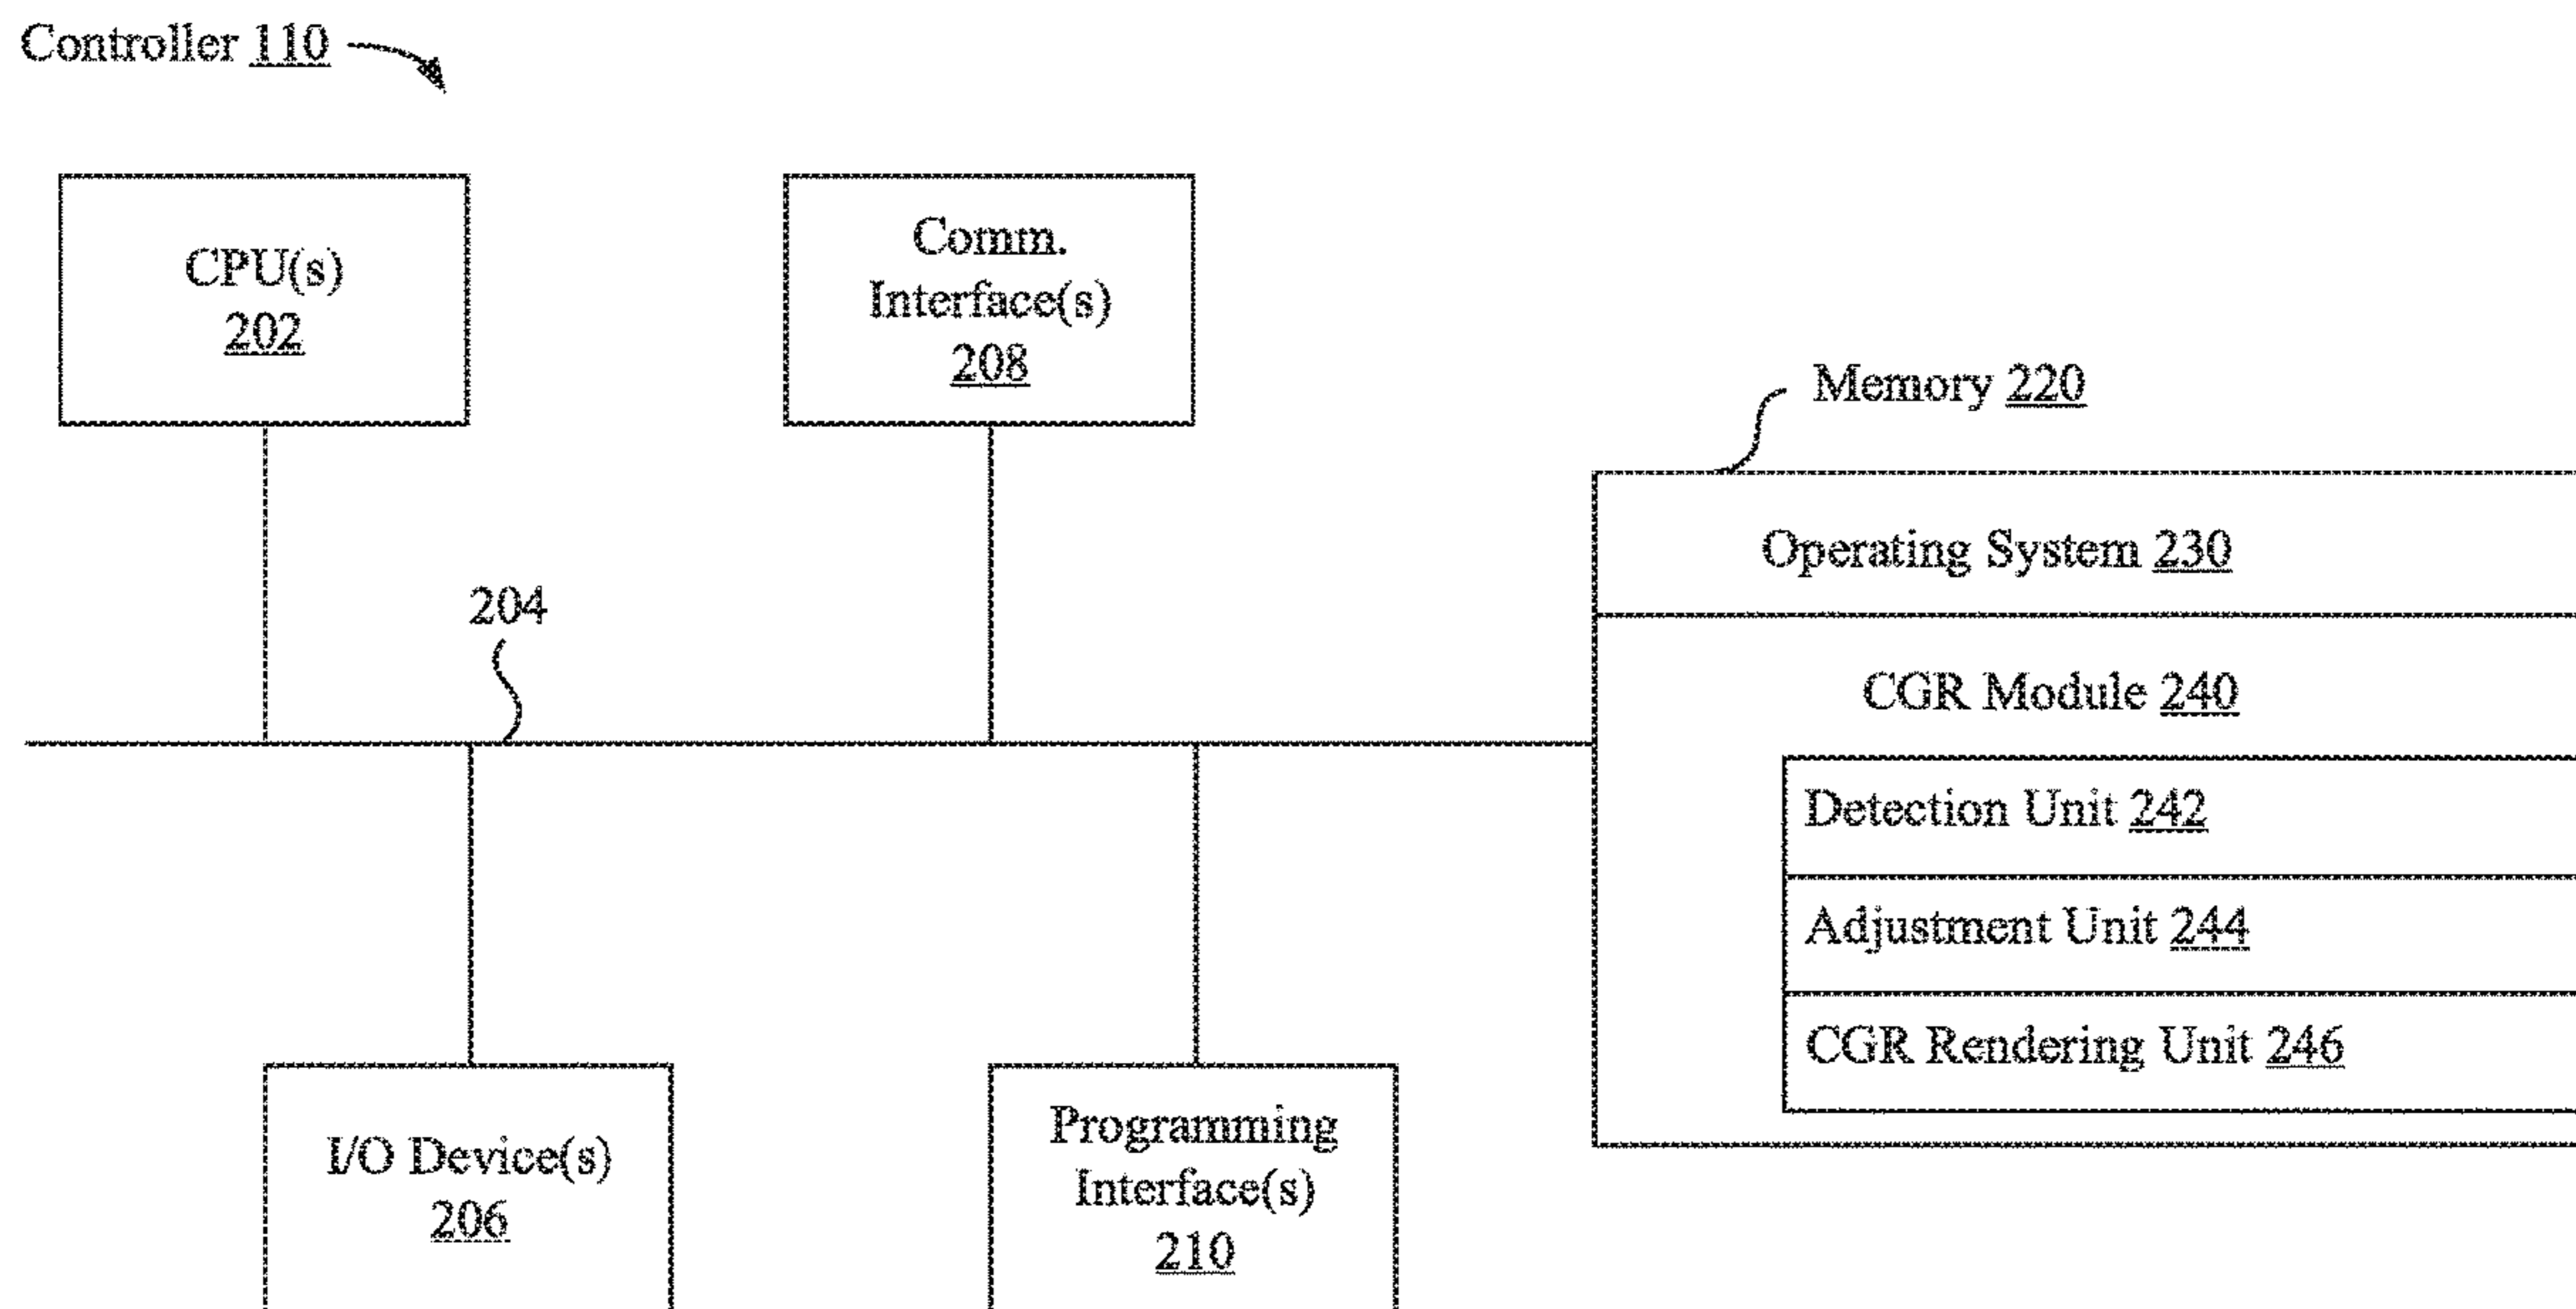 Controller 110
CPU(s)
202
Comm.
Interface(s)
208
Memory 220
Operating System 230
204
CGR Module 240
Detection Unit 242
Adjustment Unit 244
CGR Rendering Unit 246
I/O Device(s)
206
Programming
Interface(s)
210